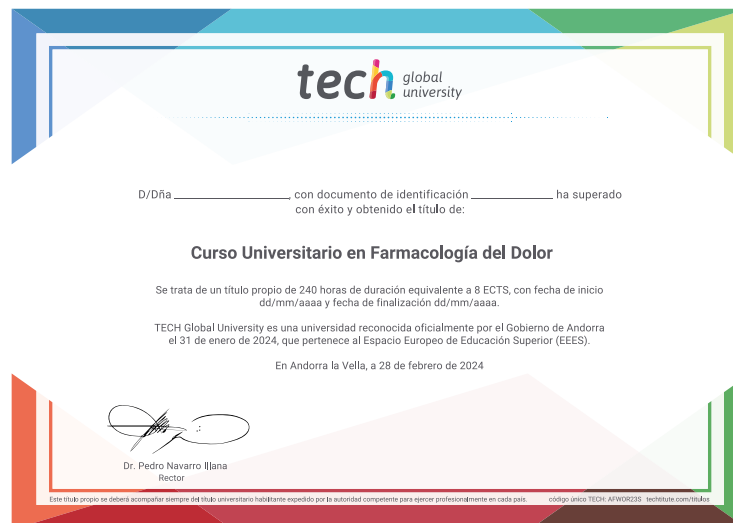 tech global university
D/Dña ____________________, con documento de identificación ______________ ha superado
con éxito y obtenido el título de:
Curso Universitario en Farmacología del Dolor
Se trata de un título propio de 240 horas de duración equivalente a 8 ECTS, con fecha de inicio
dd/mm/aaaa y fecha de finalización dd/mm/aaaa.
TECH Global University es una universidad reconocida oficialmente por el Gobierno de Andorra
el 31 de enero de 2024, que pertenece al Espacio Europeo de Educación Superior (EEES).
En Andorra la Vella, a 28 de febrero de 2024
Dr. Pedro Navarro Illana
Rector
Este título propio se deberá acompañar siempre del título universitario habilitante expedido por la autoridad competente para ejercer profesionalmente en cada país. código único TECH: AFWOR23S techtitute.com/titulos